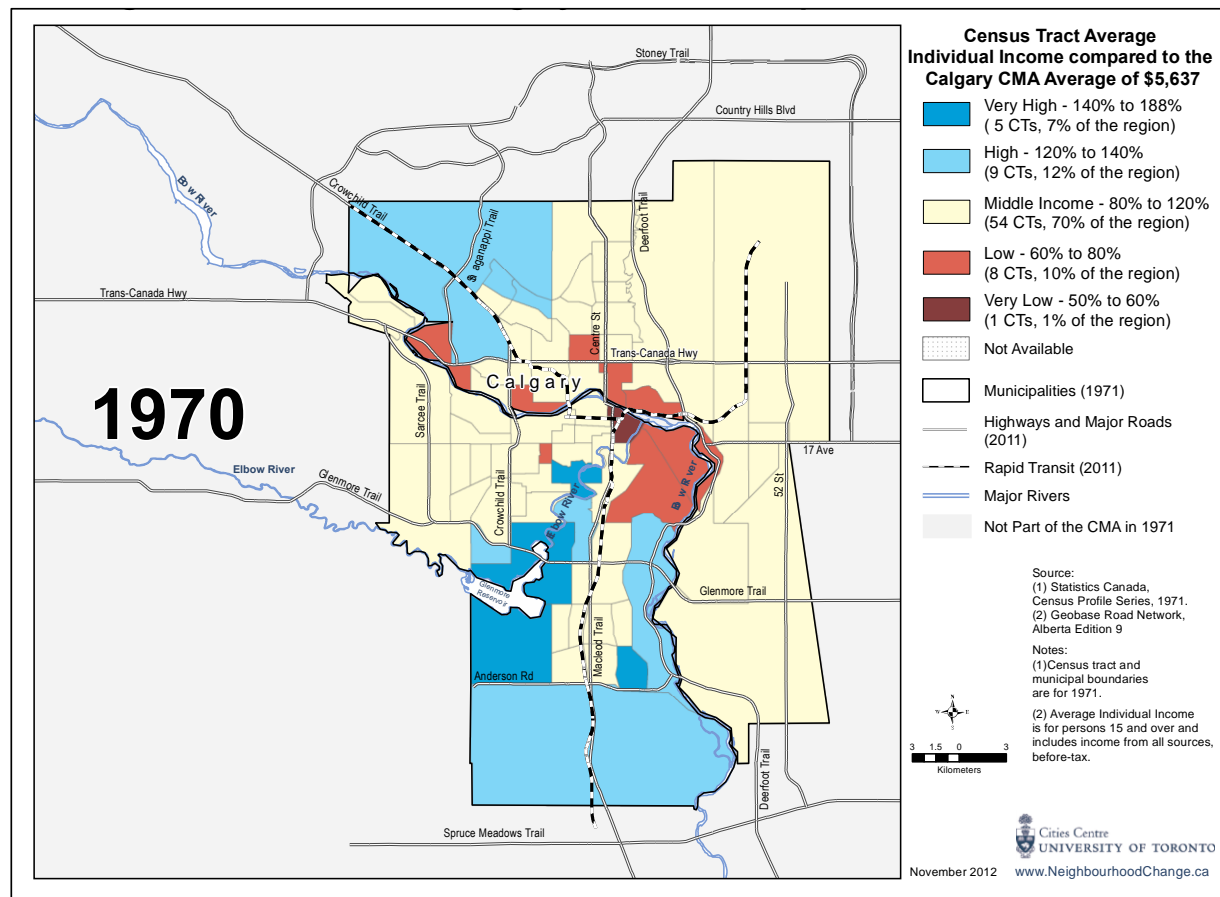 Census Tract Average
Individual Income compared to the
Calgary CMA Average of $5,637
Very High - 140% to 188%
( 5 CTs, 7% of the region)
High - 120% to 140%
(9 CTs, 12% of the region)
Middle Income - 80% to 120%
(54 CTs, 70% of the region)
Low - 60% to 80%
(8 CTs, 10% of the region)
Very Low - 50% to 60%
(1 CTs, 1% of the region)
Not Available
Municipalities (1971)
Highways and Major Roads
(2011)
Rapid Transit (2011)
Major Rivers
Not Part of the CMA in 1971
Source:
(1) Statistics Canada,
Census Profile Series, 1971.
(2) Geobase Road Network,
Alberta Edition 9
Notes:
(1)Census tract and
municipal boundaries
are for 1971.
(2) Average Individual Income
is for persons 15 and over and
includes income from all sources,
before-tax.
N
W E
S
3 1.5 0 3
Kilometers
Cities Centre
UNIVERSITY OF TORONTO
November 2012 www.NeighbourhoodChange.ca
Stoney Trail
Country Hills Blvd
Bow River
Crowchild Trail
Deerfoot Trail
Trans-Canada Hwy
Centre St
Trans-Canada Hwy
Calgary
1970
Sarcee Trail
17 Ave
Elbow River
Glenmore Trail
Crowchild Trail
Elbow River
Bow River
52 St
Glenmore
Reservoir
Glenmore Trail
Macleod Trail
Anderson Rd
Deerfoot Trail
Spruce Meadows Trail